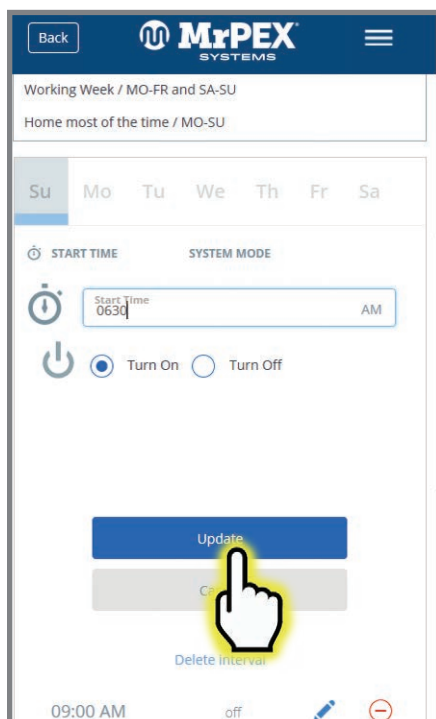 Back
MrPEX
SYSTEMS
Working Week / MO-FR and SA-SU
Home most of the time / MO-SU
Su Mo Tu We Th Fr Sa
START TIME SYSTEM MODE
Start Time
0630 AM
Turn On Turn Off
Update
Delete interval
09:00 AM off